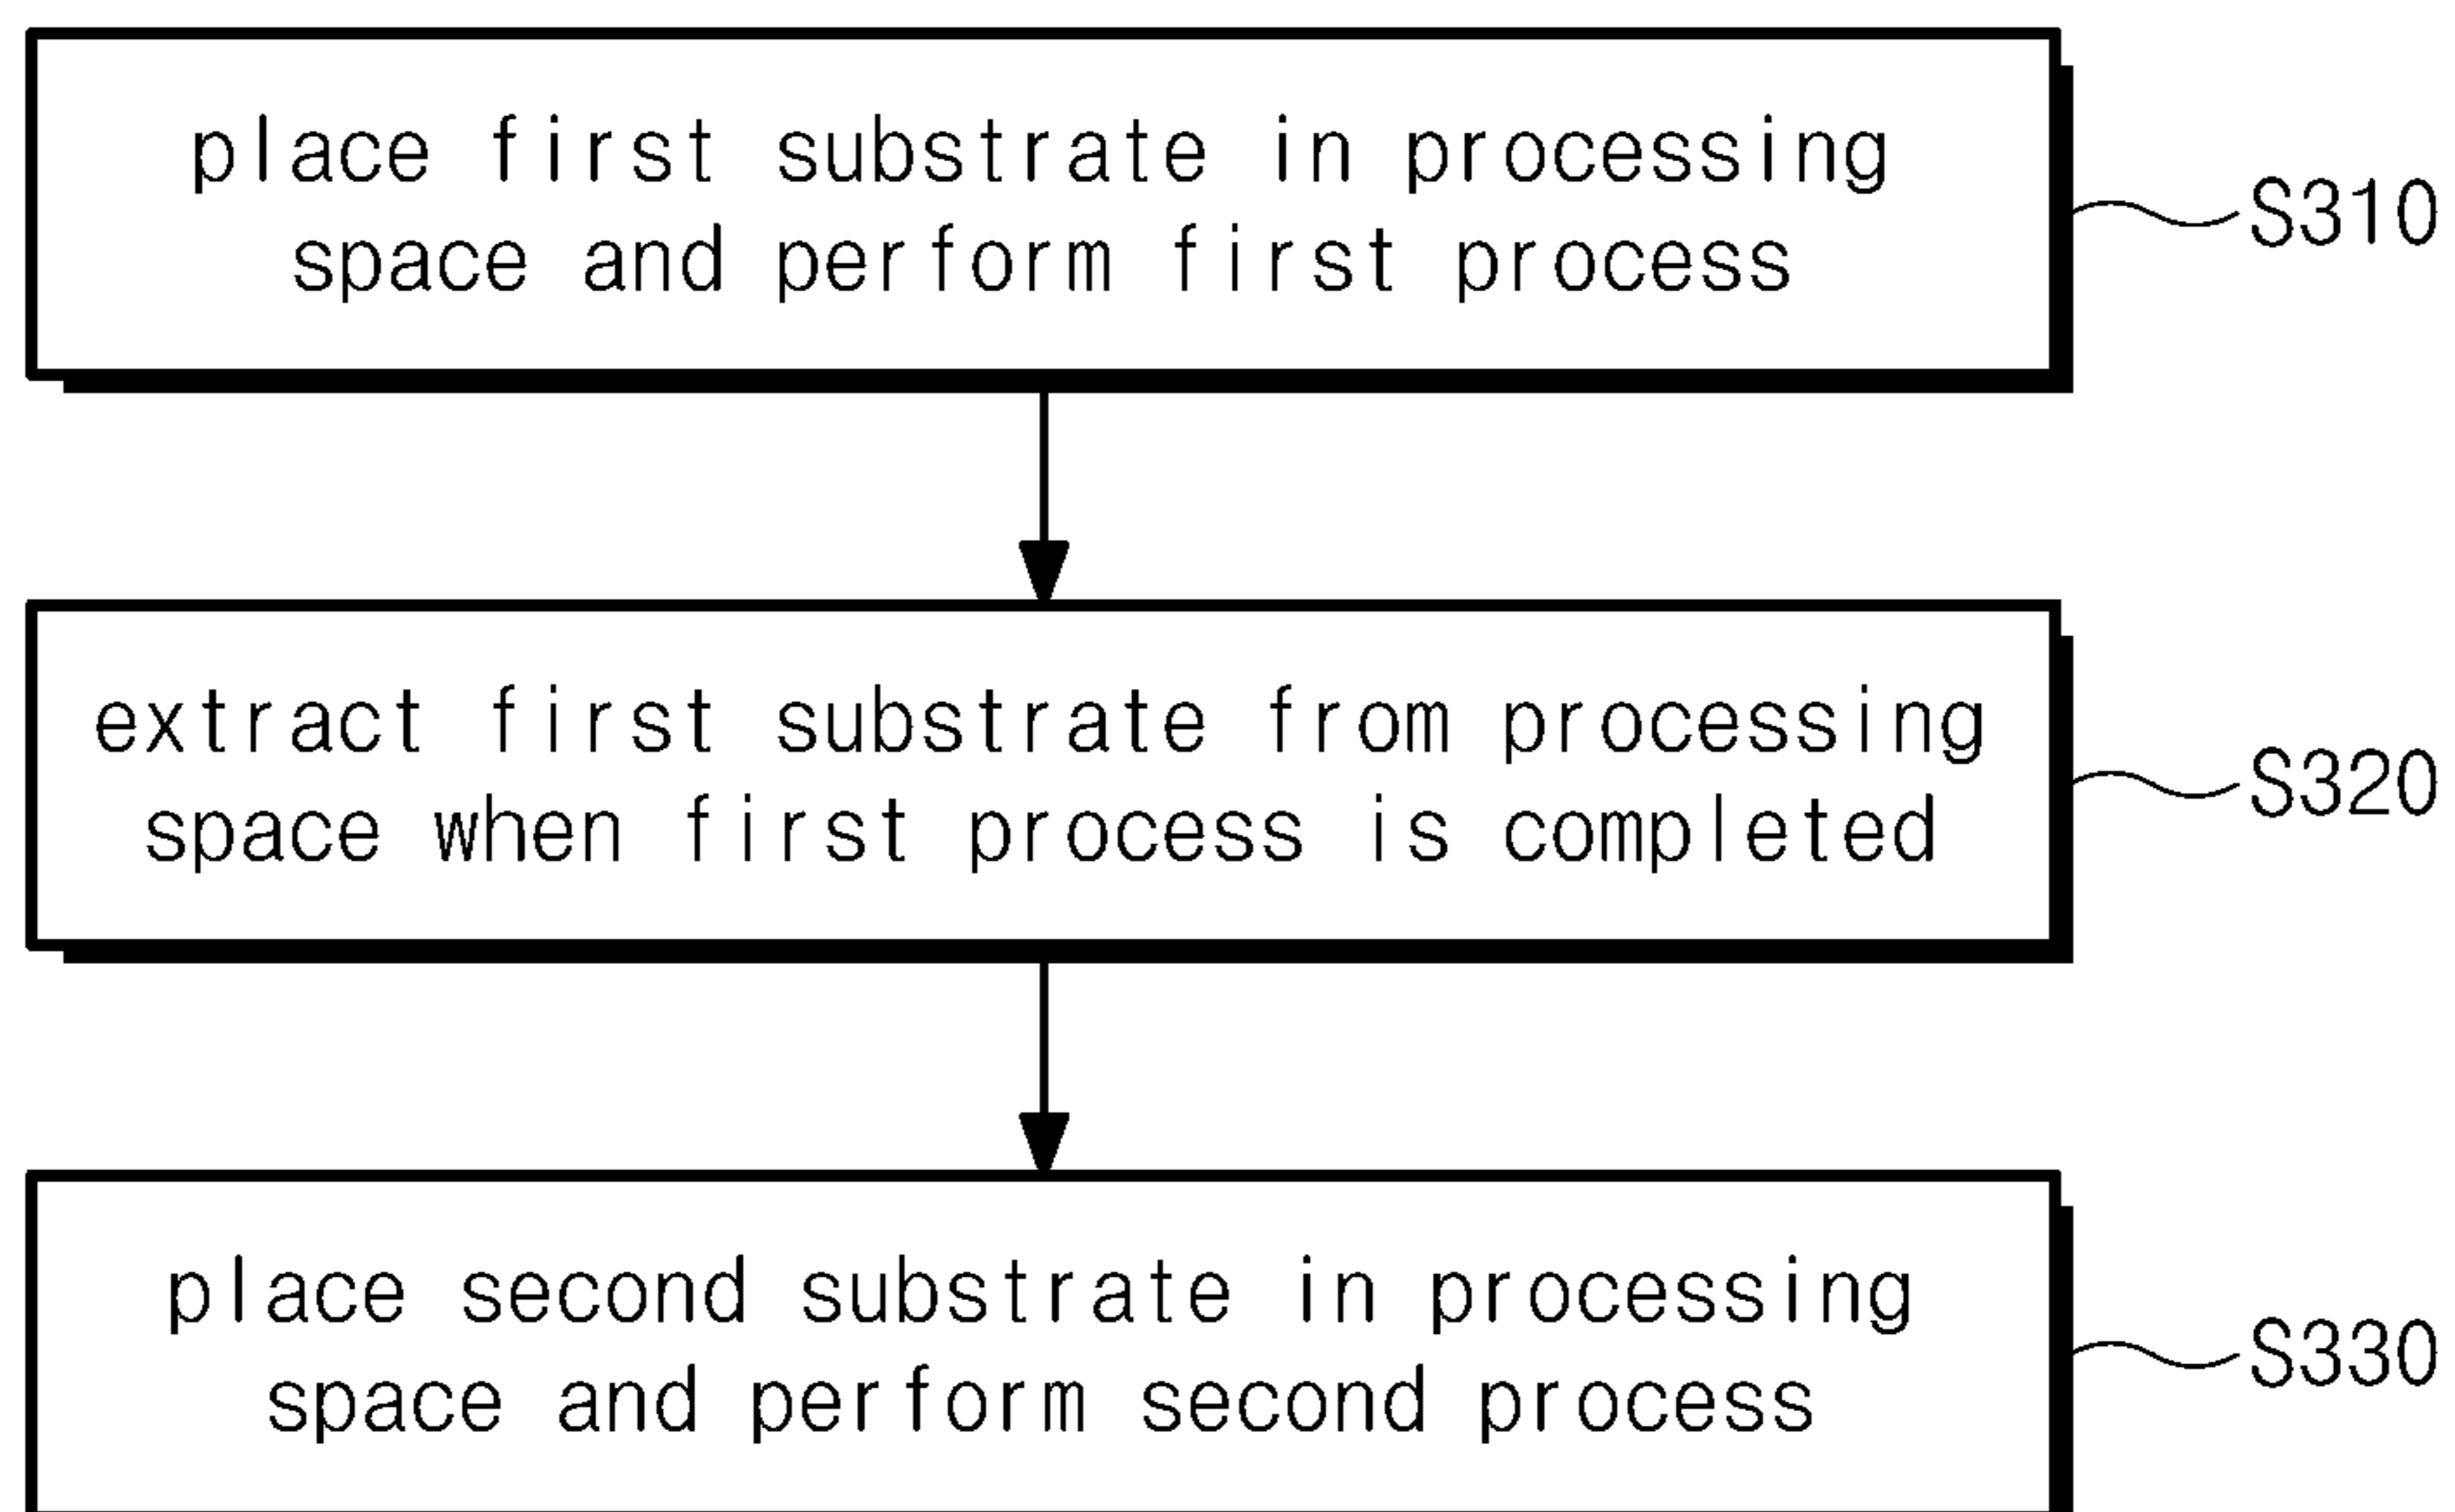 place first substrate in processing
space and perform first process
S310
extract first substrate from processing
space when first process is completed
S320
place second substrate in processing
space and perform second process
S330